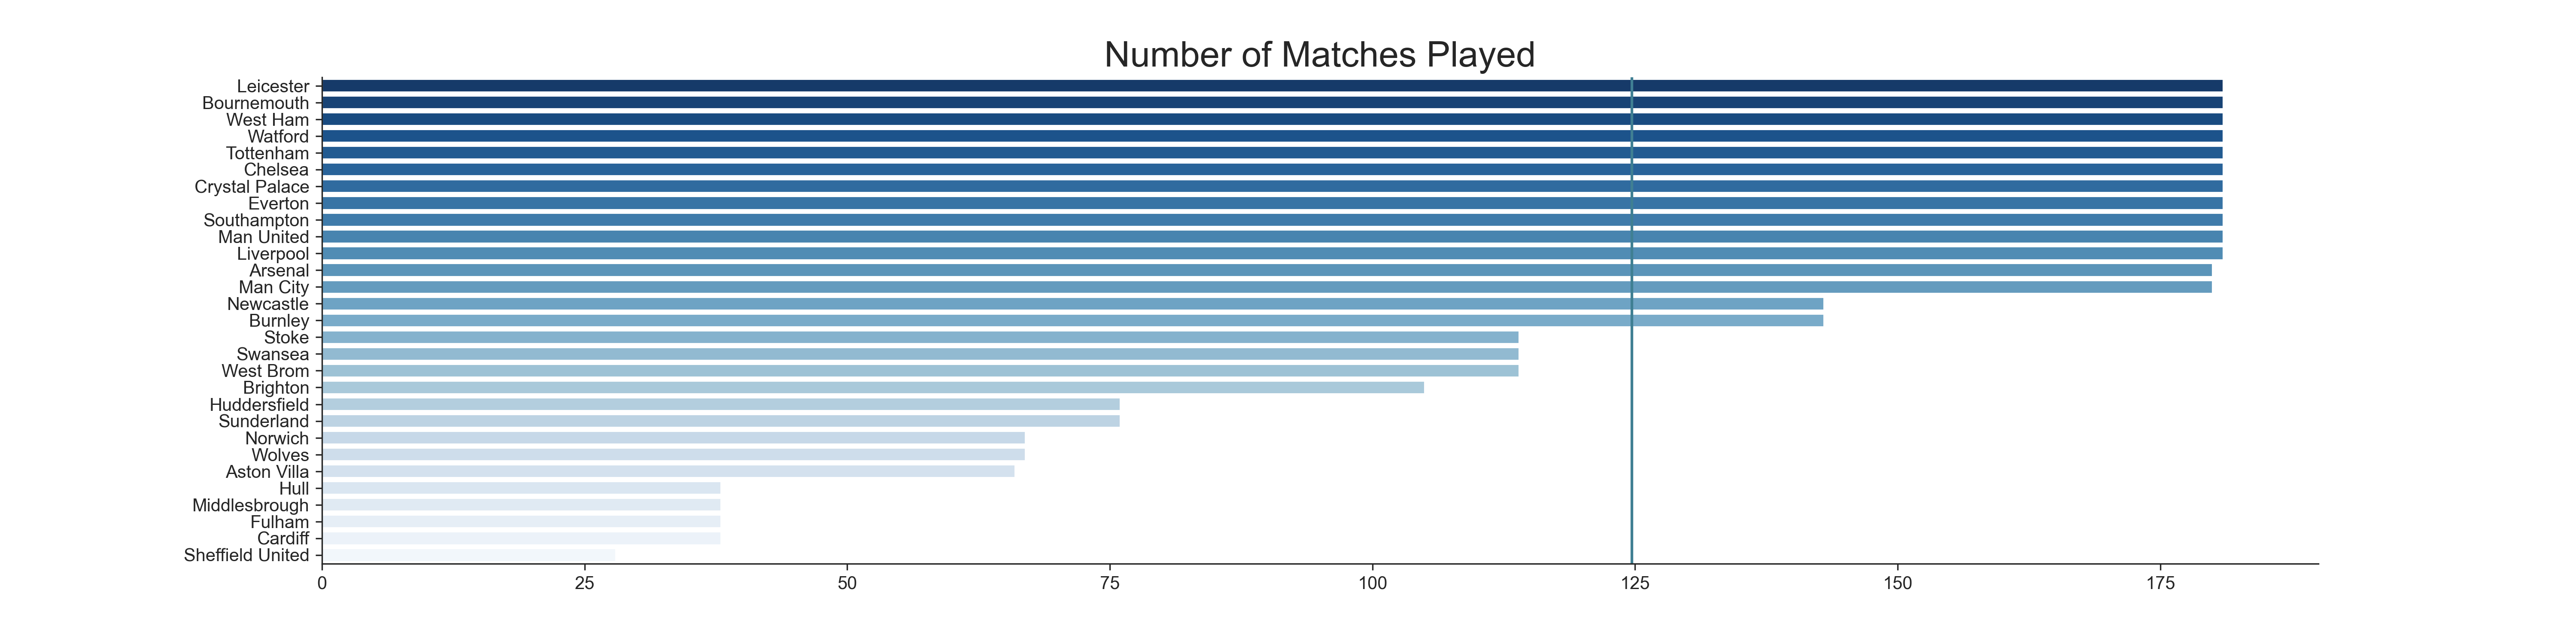 Number of Matches Played
Leicester
Bournemouth
West Ham
Watford
Tottenham
Chelsea
Crystal Palace
Everton
Southampton
Man United
Liverpool
Arsenal
Man City
Newcastle
Burnley
Stoke
Swansea
West Brom
Brighton
Huddersfield
Sunderland
Norwich
Wolves
Aston Villa
Hull
Middlesbrough
Fulham
Cardiff
Sheffield United
0 25 50 75 100 125 150 175